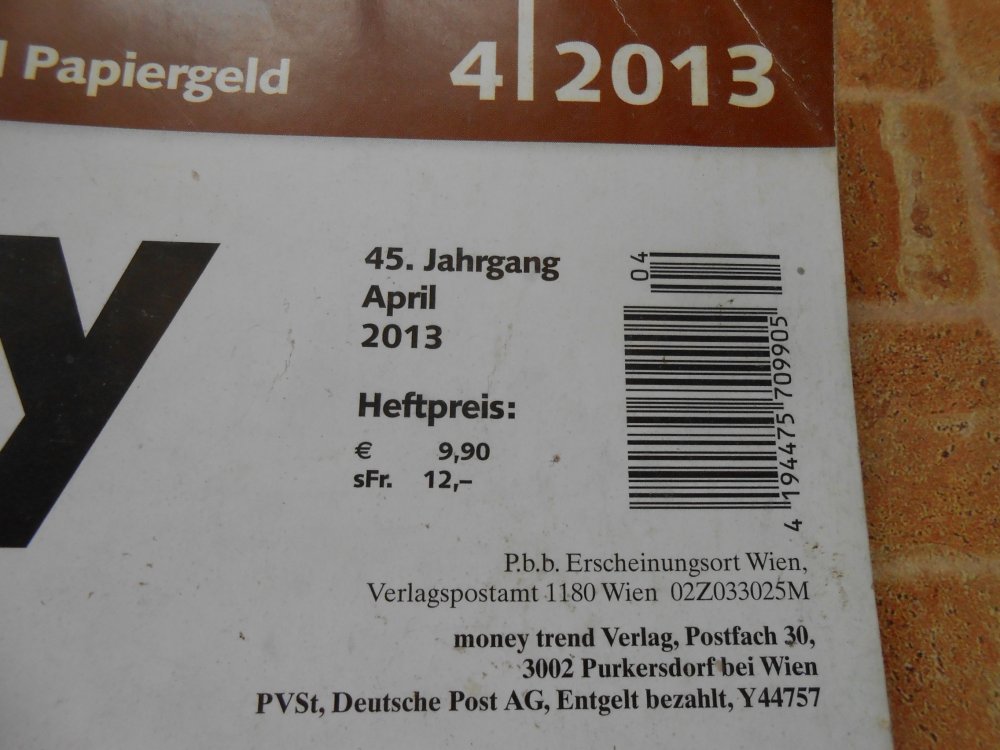 Papiergeld 4 2013
y
45. Jahrgang
April
2013
Heftpreis:
€ 9,90
sFr. 12,–
04
4 194475 709905
P.b.b. Erscheinungsort Wien,
Verlagspostamt 1180 Wien 02Z033025M
money trend Verlag, Postfach 30,
3002 Purkersdorf bei Wien
PVSt, Deutsche Post AG, Entgelt bezahlt, Y44757